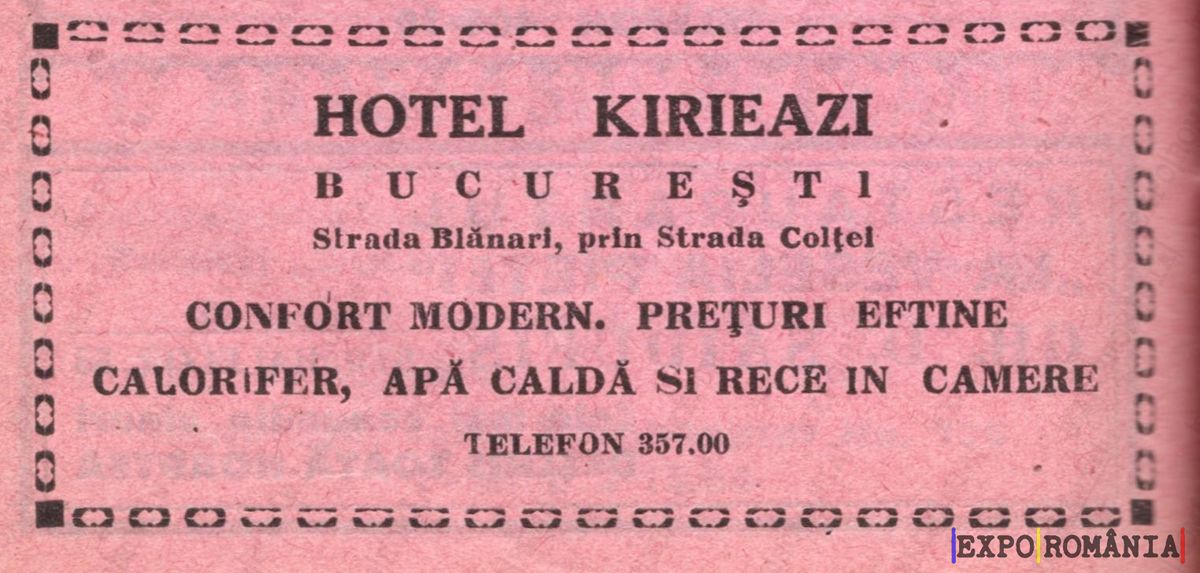 HOTEL KIRIEAZI
BUCUREŞTI
Strada Blănari, prin Strada Colţei
CONFORT MODERN. PREŢURI EFTINE
CALORIFER, APĂ CALDĂ SI RECE IN CAMERE
TELEFON 357.00
EXPO ROMÂNIA